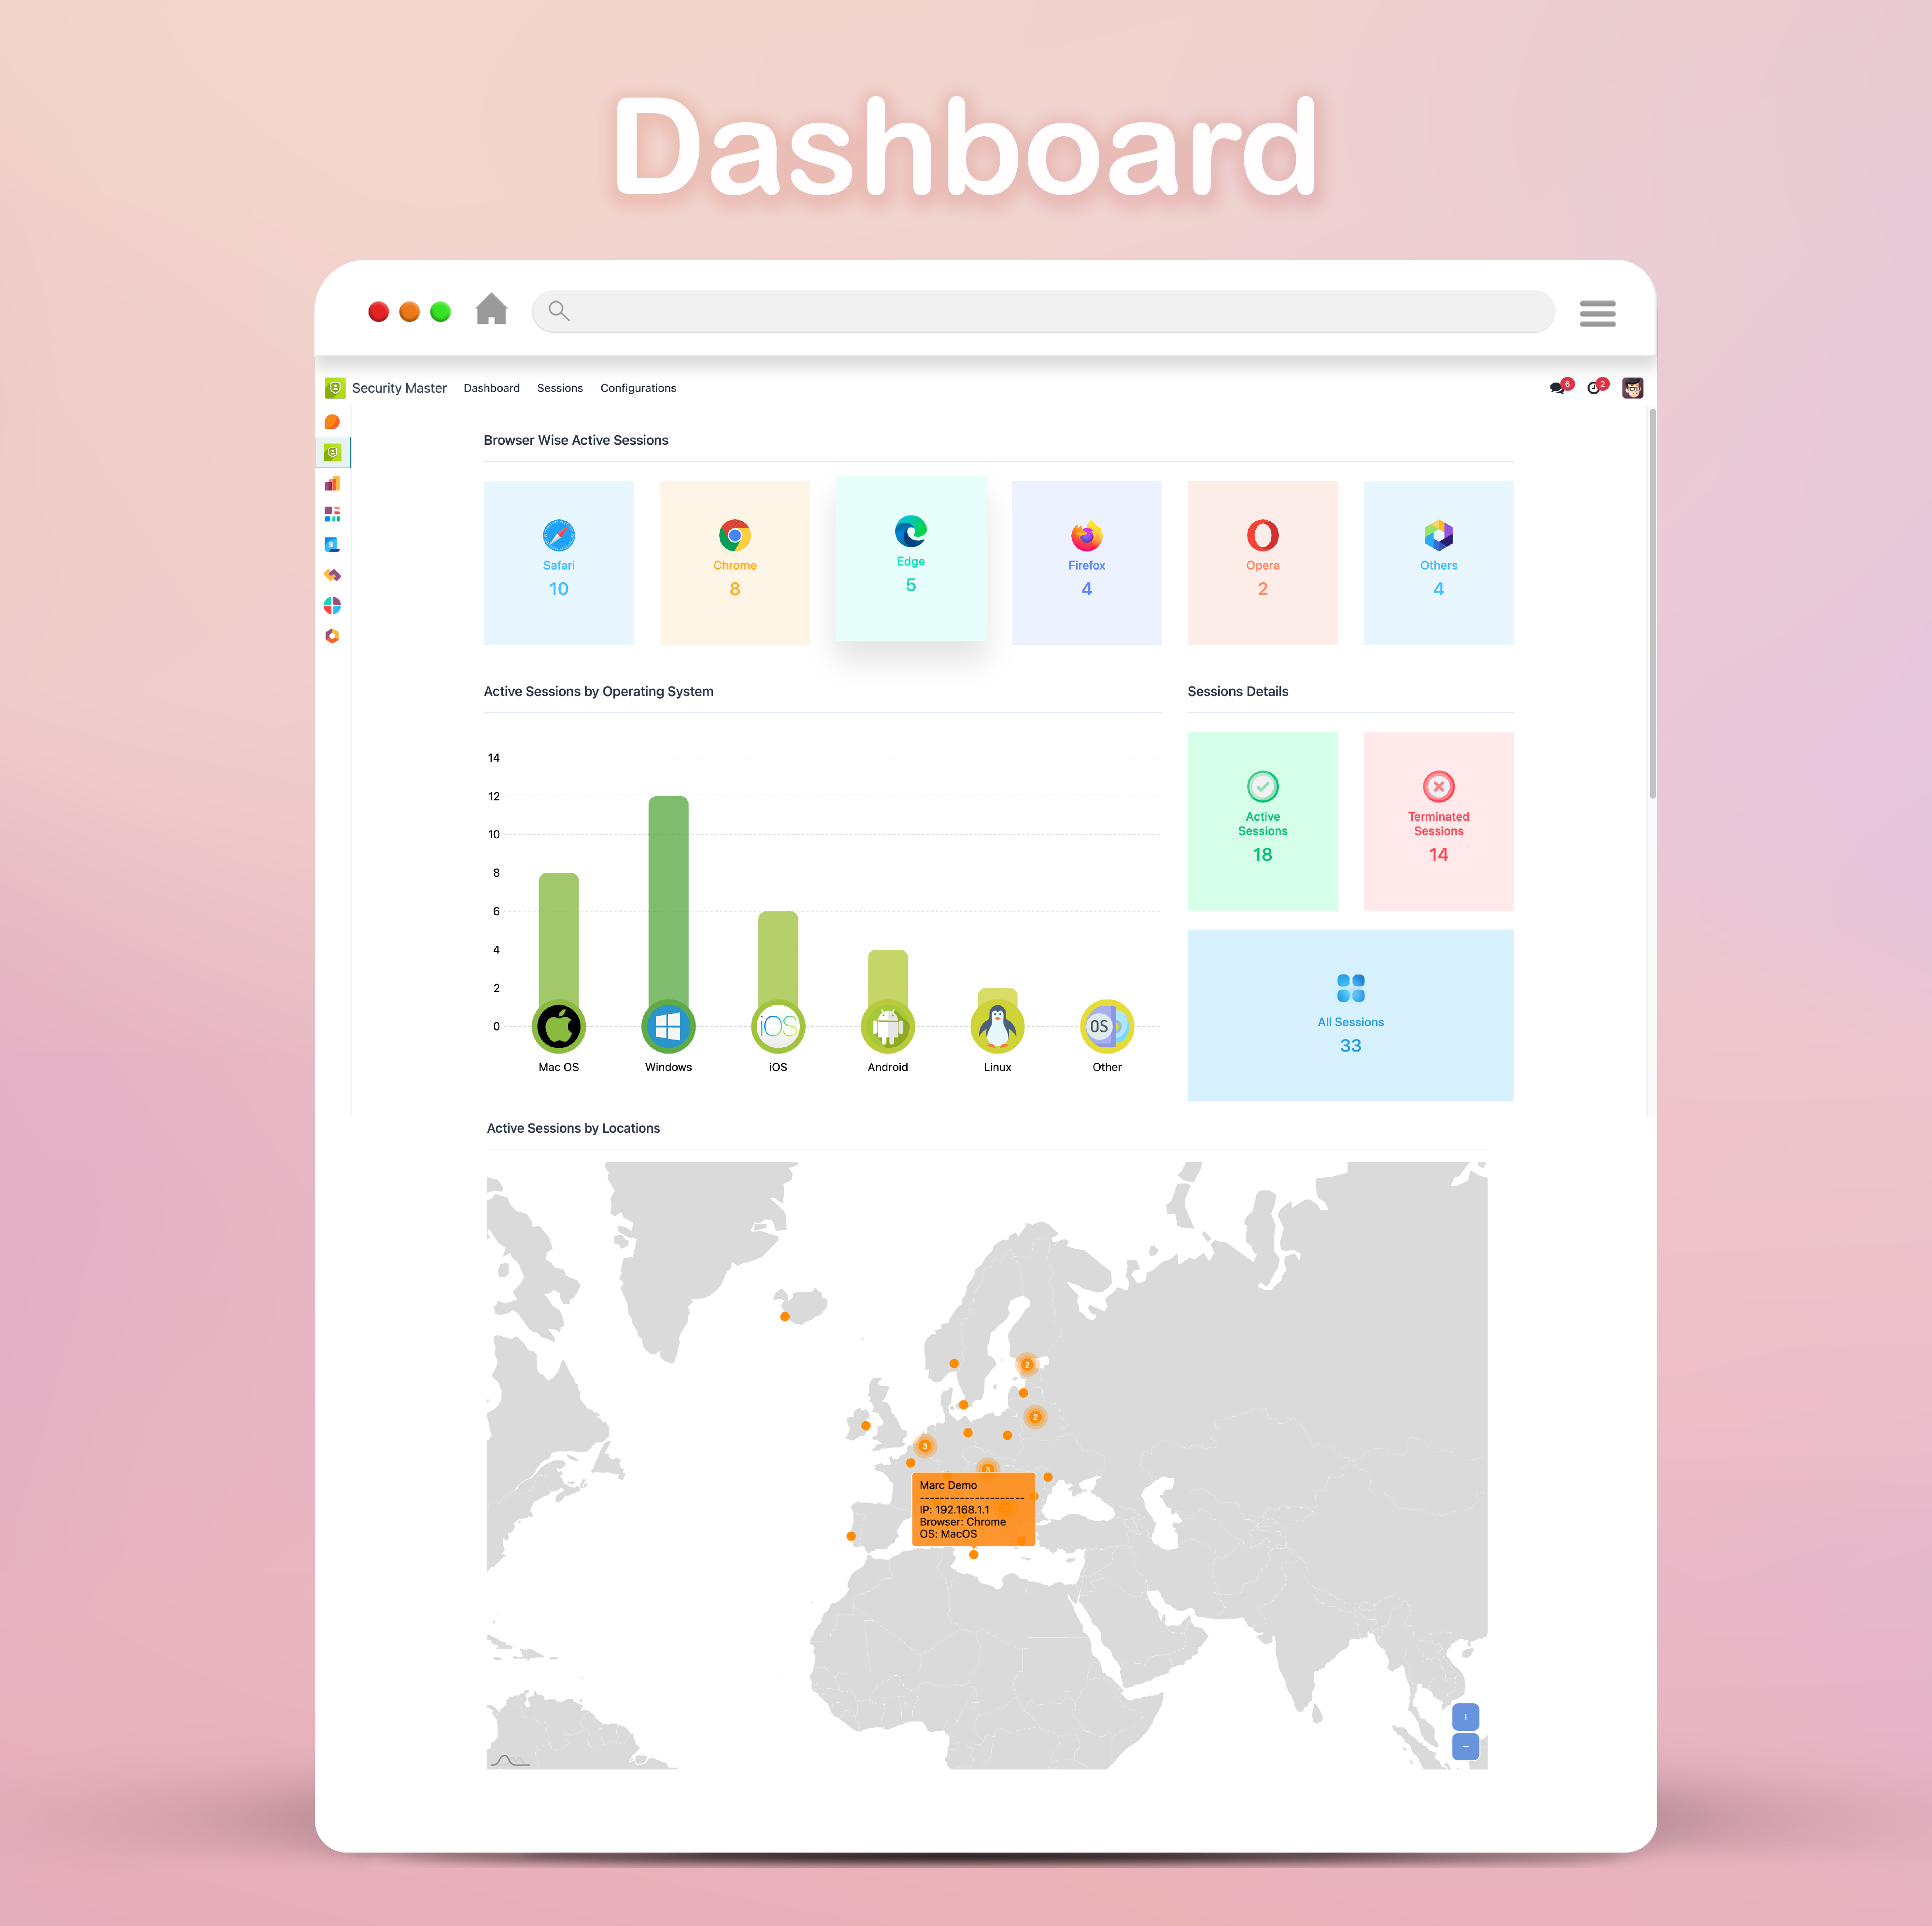 Dashboard
Security Master Dashboard Sessions Configurations 6 2
Browser Wise Active Sessions
Safari
10
Chrome
8
Edge
5
Firefox
4
Opera
2
Others
4
Active Sessions by Operating System
14
12
10
8
6
4
2
0
iOS
OS
Mac OS Windows iOS Android Linux Other
Sessions Details
Active
Sessions
18
Terminated
Sessions
14
All Sessions
33
Active Sessions by Locations
2
2
3
3
Marc Demo
---------------------
IP: 192.168.1.1
Browser: Chrome
OS: MacOS
+
−